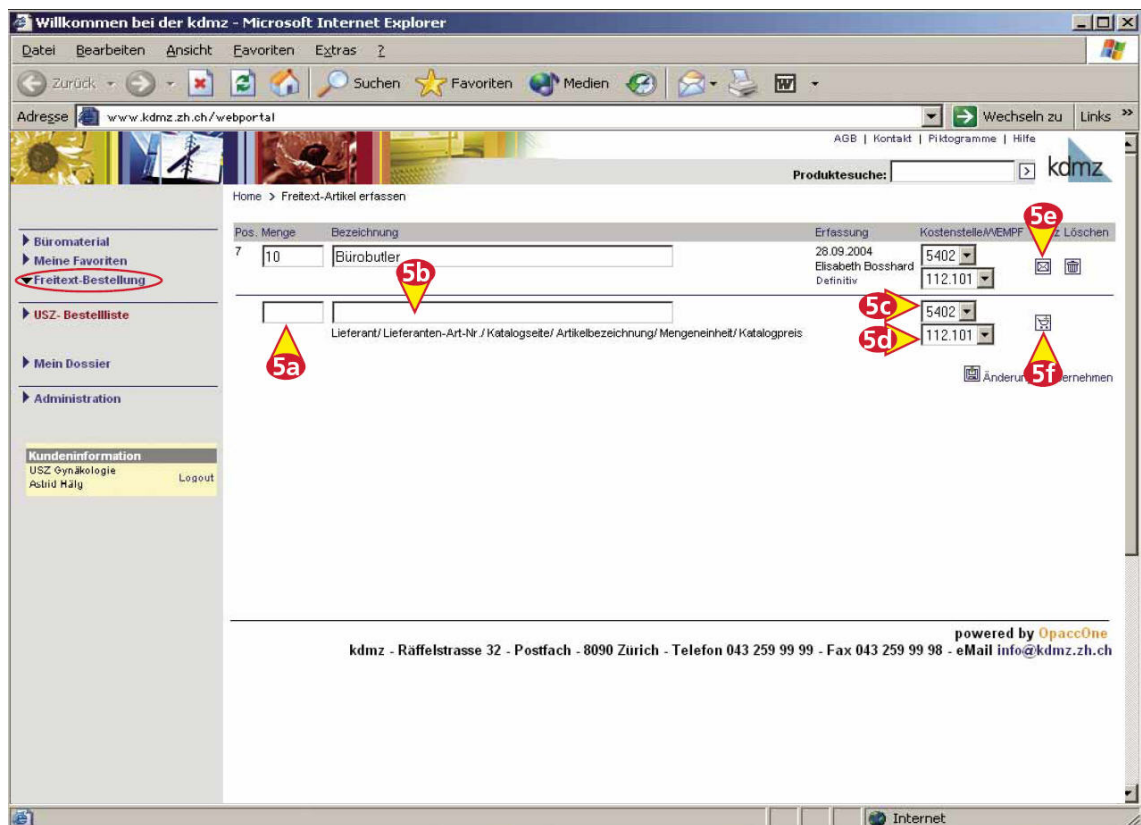 Willkommen bei der kdmz - Microsoft Internet Explorer
Datei Bearbeiten Ansicht Favoriten Extras ?
Zurück Suchen Favoriten Medien
Adresse www.kdmz.zh.ch/webportal Wechseln zu Links »
AGB | Kontakt | Piktogramme | Hilfe
Produktesuche: kdmz
Home > Freitext-Artikel erfassen
Büromaterial
Meine Favoriten
Freitext-Bestellung
USZ- Bestellliste
Mein Dossier
Administration
Kundeninformation
USZ Gynäkologie
Astrid Hälg
Logout
5e
Pos. Menge Bezeichnung Erfassung Kostenstelle/WEMPF z Löschen
7 10 Bürobutler 28.09.2004 5402
Elisabeth Bosshard
Definitiv 112.101
5b
5c 5402
Lieferant/ Lieferanten-Art-Nr./ Katalogseite/ Artikelbezeichnung/ Mengeneinheit/ Katalogpreis
5d 112.101
5a
5f
Änderun ernehmen
powered by OpaccOne
kdmz - Räffelstrasse 32 - Postfach - 8090 Zürich - Telefon 043 259 99 99 - Fax 043 259 99 98 - eMail info@kdmz.zh.ch
Internet